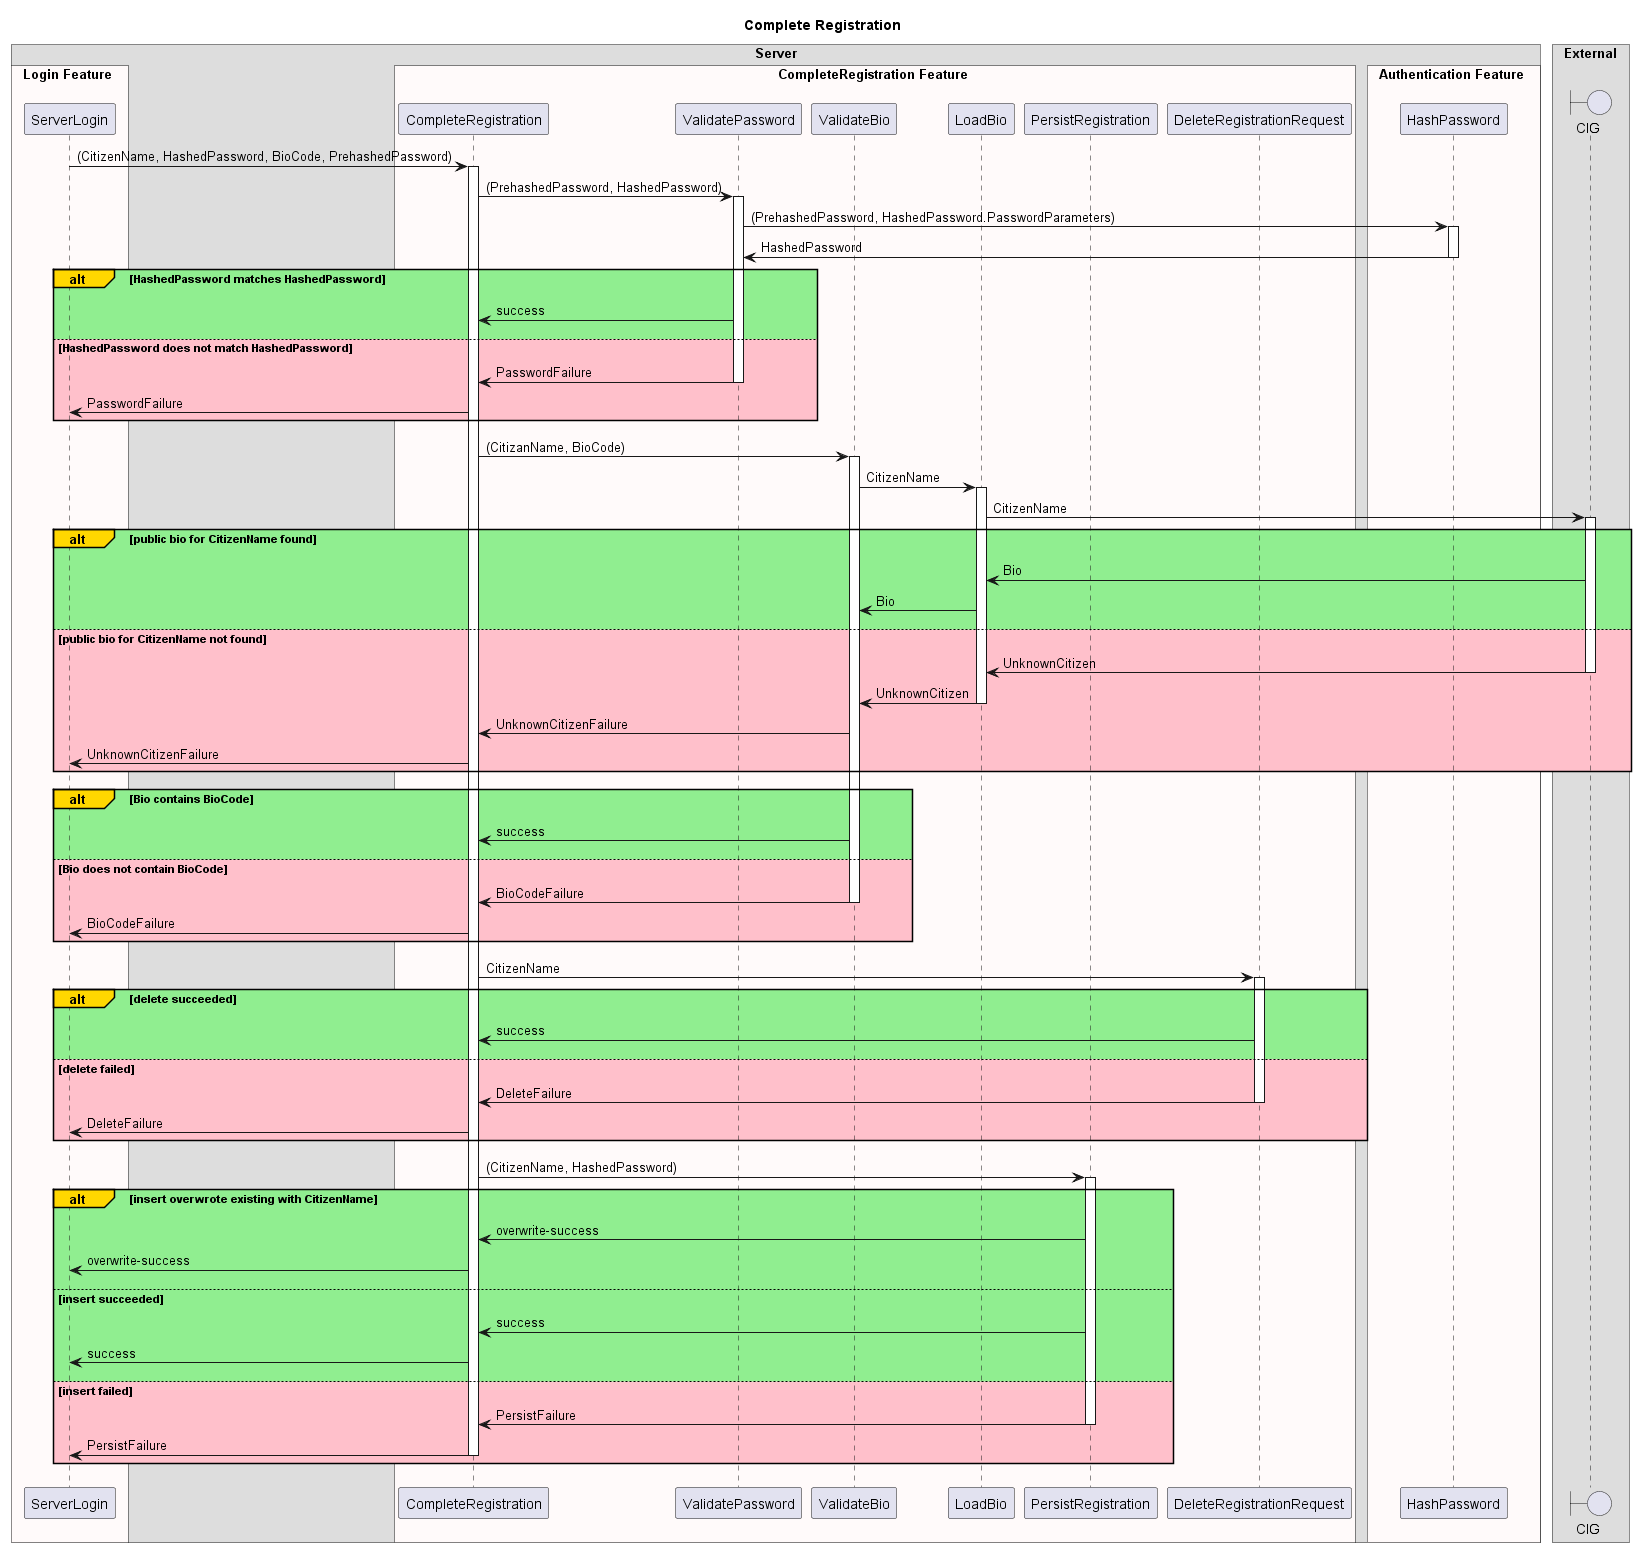 Complete Registration
Server
External
Login Feature
CompleteRegistration Feature
Authentication Feature
ServerLogin
CompleteRegistration
ValidatePassword
ValidateBio
LoadBio
PersistRegistration
DeleteRegistrationRequest
HashPassword
CIG
(CitizenName, HashedPassword, BioCode, PrehashedPassword)
(PrehashedPassword, HashedPassword)
(PrehashedPassword, HashedPassword.PasswordParameters)
HashedPassword
alt
[HashedPassword matches HashedPassword]
success
[HashedPassword does not match HashedPassword]
PasswordFailure
PasswordFailure
(CitizanName, BioCode)
CitizenName
CitizenName
alt
[public bio for CitizenName found]
Bio
Bio
[public bio for CitizenName not found]
UnknownCitizen
UnknownCitizen
UnknownCitizenFailure
UnknownCitizenFailure
alt
[Bio contains BioCode]
success
[Bio does not contain BioCode]
BioCodeFailure
BioCodeFailure
CitizenName
alt
[delete succeeded]
success
[delete failed]
DeleteFailure
DeleteFailure
(CitizenName, HashedPassword)
alt
[insert overwrote existing with CitizenName]
overwrite-success
overwrite-success
[insert succeeded]
success
success
[insert failed]
PersistFailure
PersistFailure
ServerLogin
CompleteRegistration
ValidatePassword
ValidateBio
LoadBio
PersistRegistration
DeleteRegistrationRequest
HashPassword
CIG